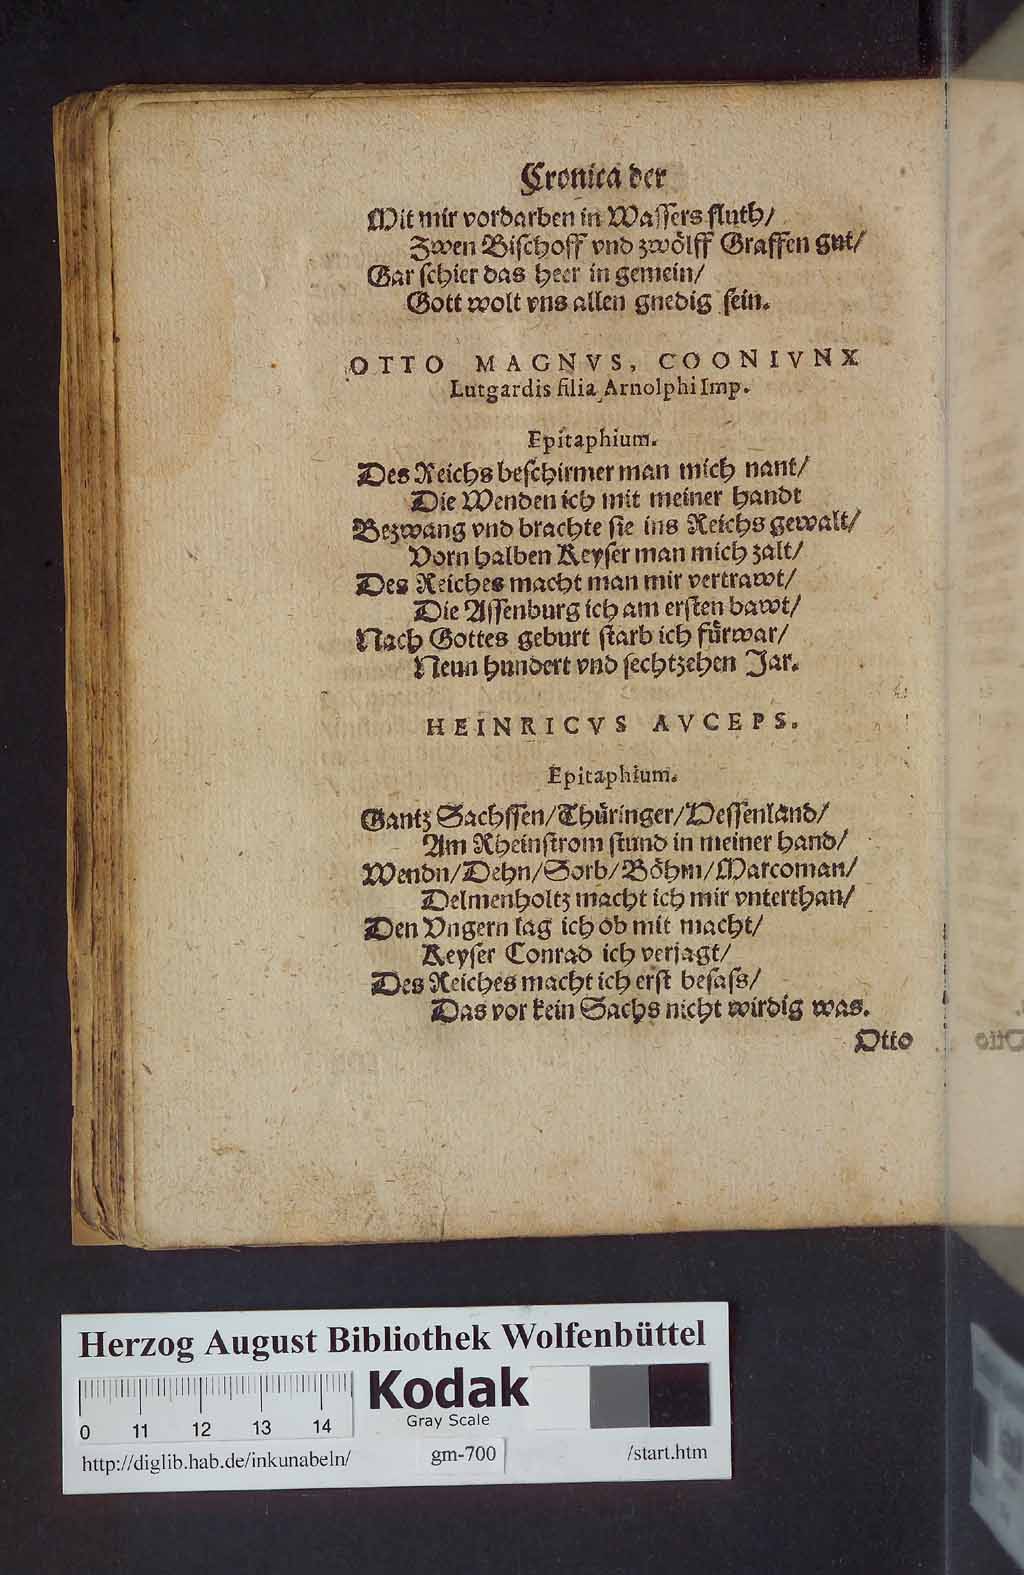 Cronica der
Mit mir vordarben in Waſſers fluth/
Zwen Biſchoff vnd zwölff Graffen gut/
Gar ſchier das heer in gemein/
Gott wolt vns allen gnedig ſein.
OTTO MAGNVS, COONIVNX
Lutgardis filia Arnolphi Imp.
Epitaphium.
Des Reichs beſchirmer man mich nant/
Die Wenden ich mit meiner handt
Bezwang vnd brachte ſie ins Reichs gewalt/
Vorn halben Keyſer man mich zalt/
Des Reiches macht man mir vertrawt/
Die Aſſenburg ich am erſten bawt/
Nach Gottes geburt ſtarb ich fürwar/
Neun hundert vnd ſechtzehen Jar.
HEINRICVS AVCEPS.
Epitaphium.
Gantz Sachſſen/Thüringer/Heſſenland/
Am Rheinſtrom ſtund in meiner hand/
Wendn/Dehn/Sorb/Böhm/Marcoman/
Delmenholtz macht ich mir vnterthan/
Den Vngern lag ich ob mit macht/
Keyſer Conrad ich verjagt/
Des Reiches macht ich erſt beſaſs/
Das vor kein Sachs nicht wirdig was.
Otto
Herzog August Bibliothek Wolfenbüttel
0 11 12 13 14
Kodak
Gray Scale
http://diglib.hab.de/inkunabeln/ gm-700 /start.htm